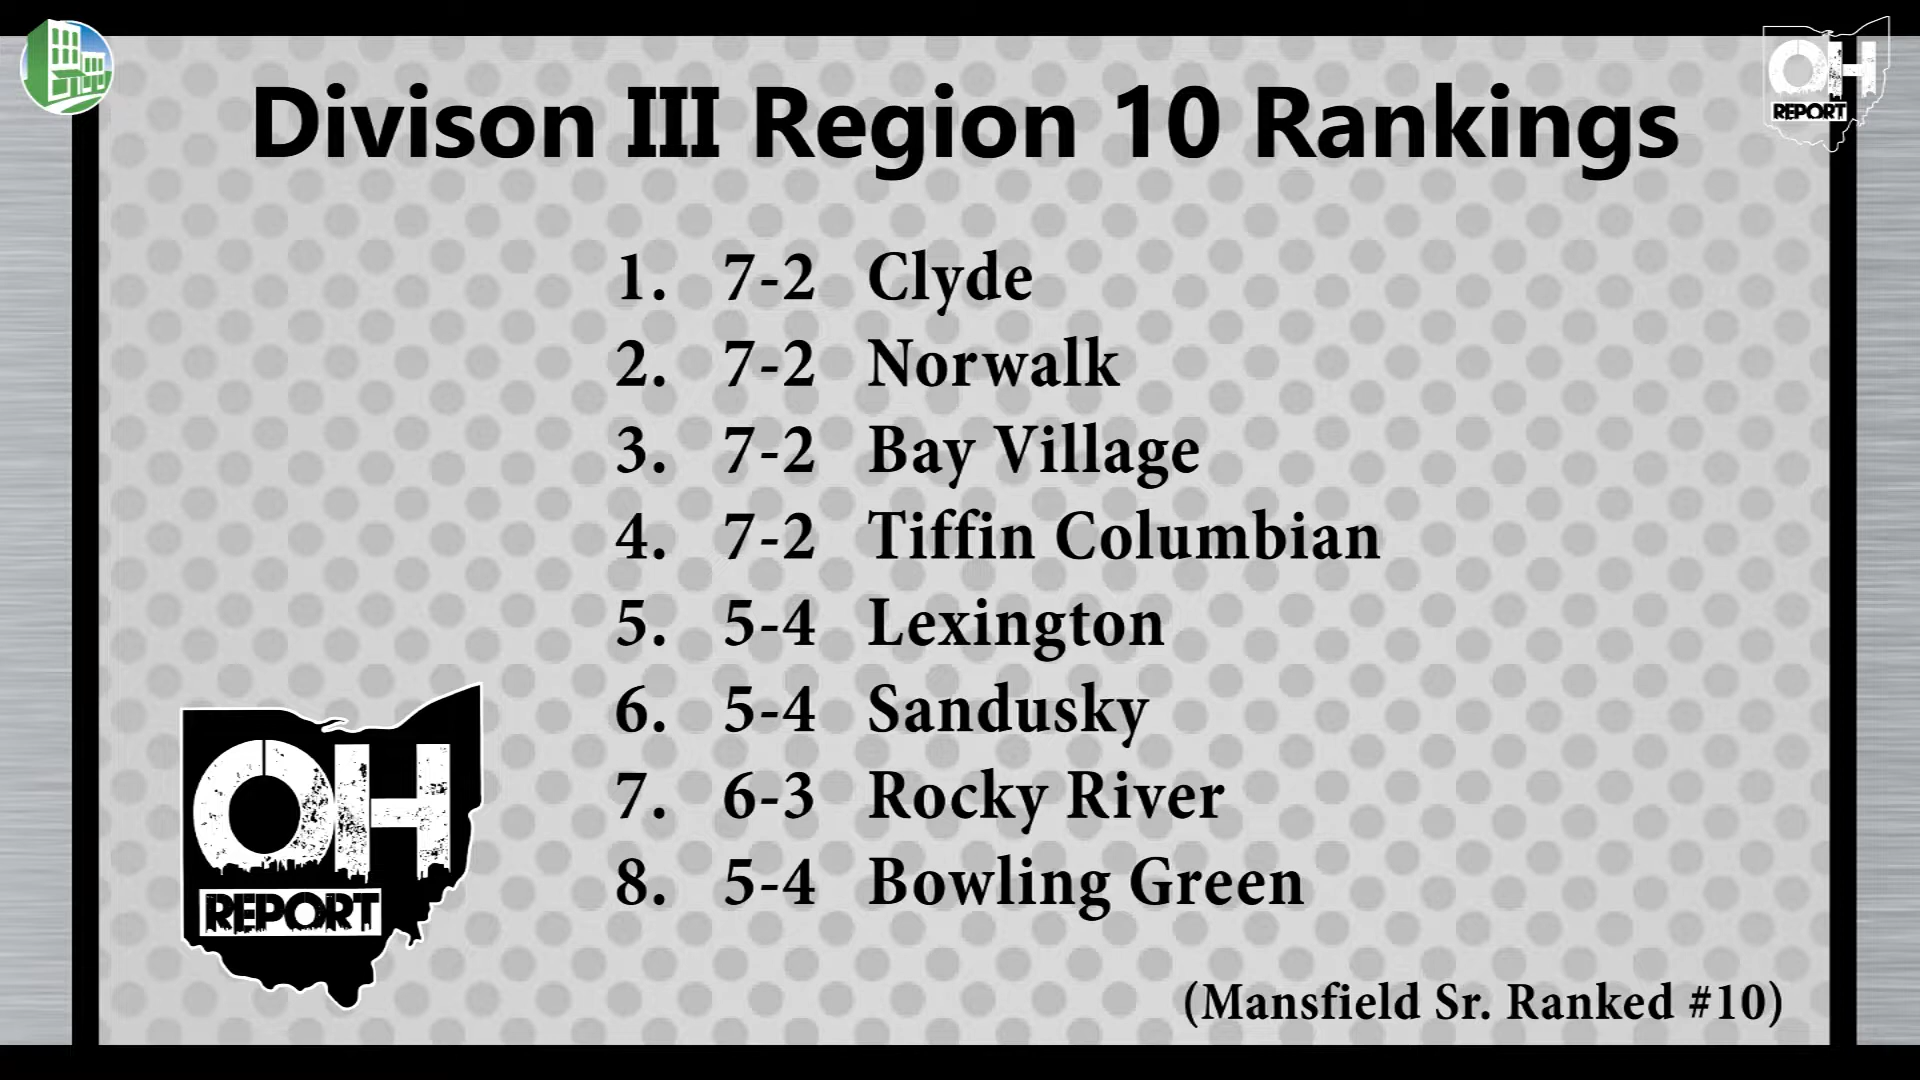 OH
REPORT
Divison III Region 10 Rankings
1. 7-2 Clyde
2. 7-2 Norwalk
3. 7-2 Bay Village
4. 7-2 Tiffin Columbian
5. 5-4 Lexington
6. 5-4 Sandusky
7. 6-3 Rocky River
8. 5-4 Bowling Green
OH
REPORT
(Mansfield Sr. Ranked #10)